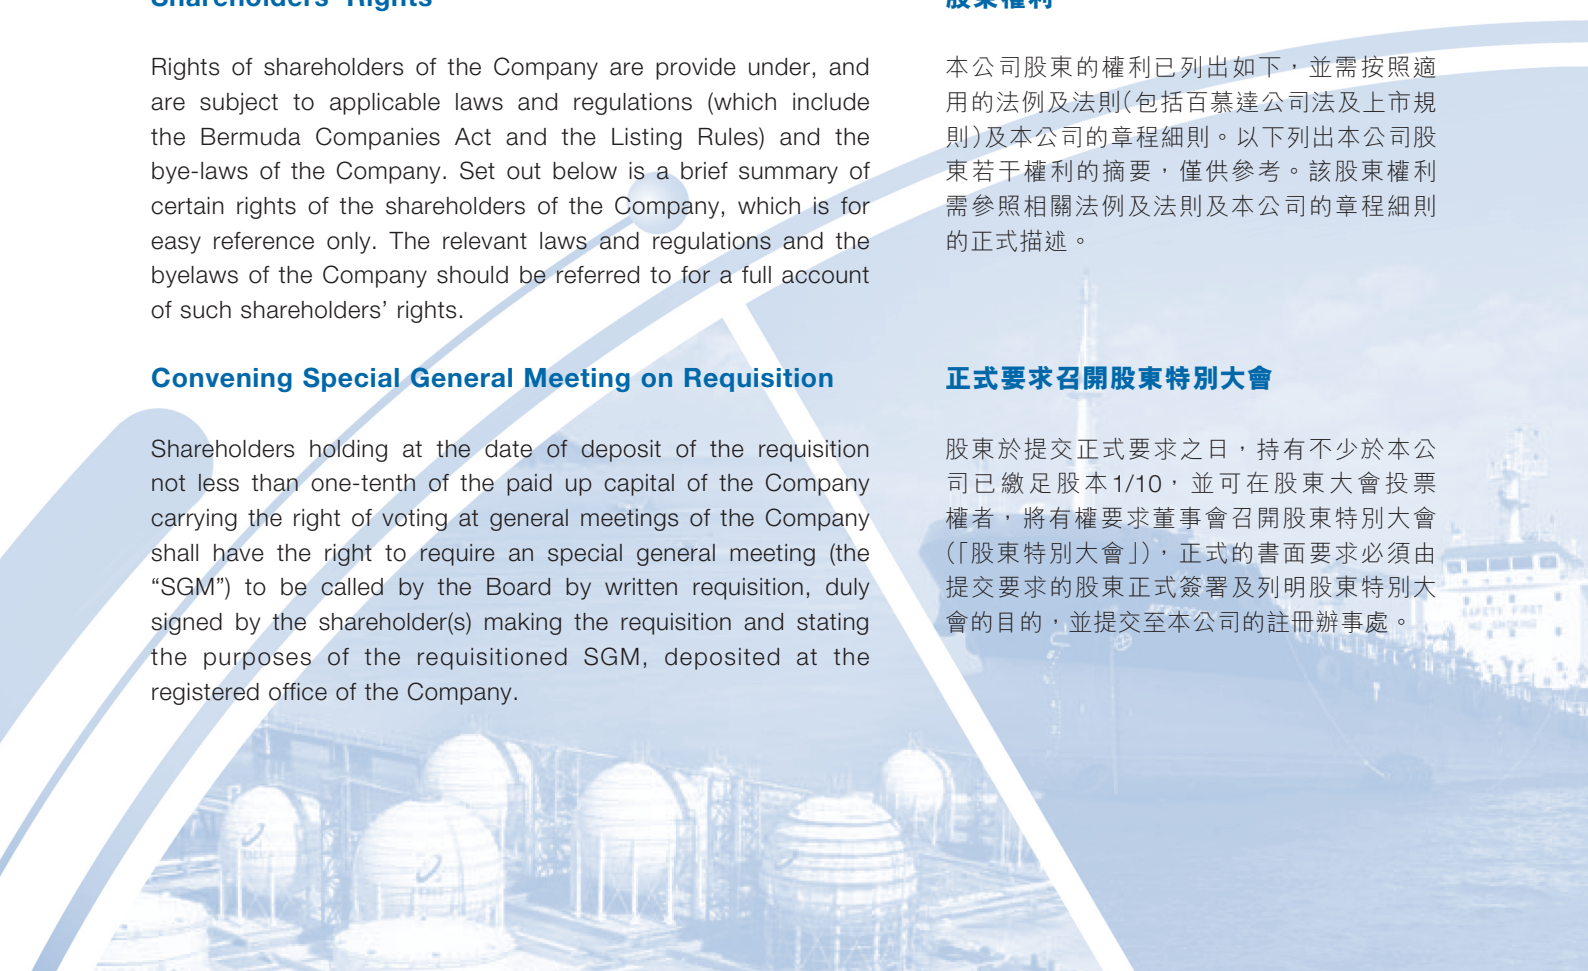 Shareholders' Rights
Rights of shareholders of the Company are provide under, and
are subject to applicable laws and regulations (which include
the Bermuda Companies Act and the Listing Rules) and the
bye-laws of the Company. Set out below is a brief summary of
certain rights of the shareholders of the Company, which is for
easy reference only. The relevant laws and regulations and the
byelaws of the Company should be referred to for a full account
of such shareholders’ rights.
Convening Special General Meeting on Requisition
Shareholders holding at the date of deposit of the requisition
not less than one-tenth of the paid up capital of the Company
carrying the right of voting at general meetings of the Company
shall have the right to require an special general meeting (the
“SGM”) to be called by the Board by written requisition, duly
signed by the shareholder(s) making the requisition and stating
the purposes of the requisitioned SGM, deposited at the
registered office of the Company.
股東權利
本公司股東的權利已列出如下，並需按照適
用的法例及法則(包括百慕達公司法及上市規
則)及本公司的章程細則。以下列出本公司股
東若干權利的摘要，僅供參考。該股東權利
需參照相關法例及法則及本公司的章程細則
的正式描述。
正式要求召開股東特別大會
股東於提交正式要求之日，持有不少於本公
司已繳足股本1/10，並可在股東大會投票
權者，將有權要求董事會召開股東特別大會
(「股東特別大會」)，正式的書面要求必須由
提交要求的股東正式簽署及列明股東特別大
會的目的，並提交至本公司的註冊辦事處。
SAFETY FIRST
NO SMOKING